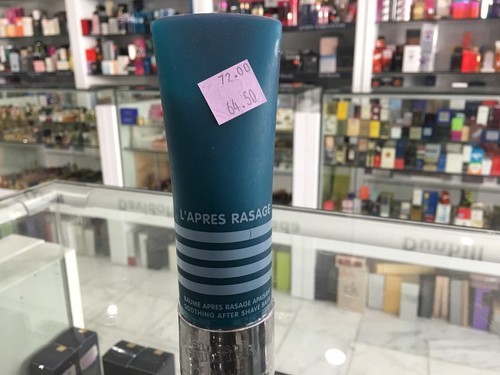 72.00
64.50
L'APRES RASAGE
BAUME APRES RASAGE APAISANT
SOOTHING AFTER SHAVE BALM